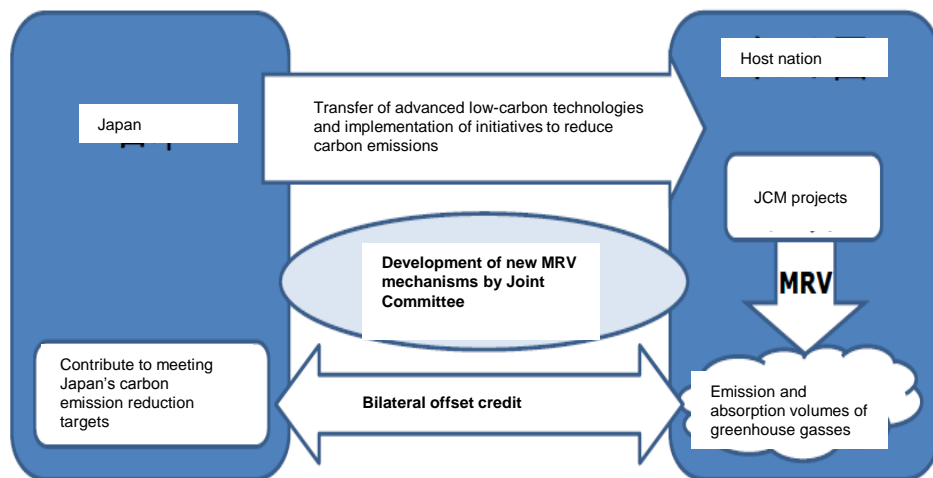 Host nation
Transfer of advanced low-carbon technologies
and implementation of initiatives to reduce
carbon emissions
Japan
JCM projects
Development of new MRV
mechanisms by Joint
Committee
MRV
Contribute to meeting
Japan's carbon
emission reduction
targets
Bilateral offset credit
Emission and
absorption volumes of
greenhouse gasses